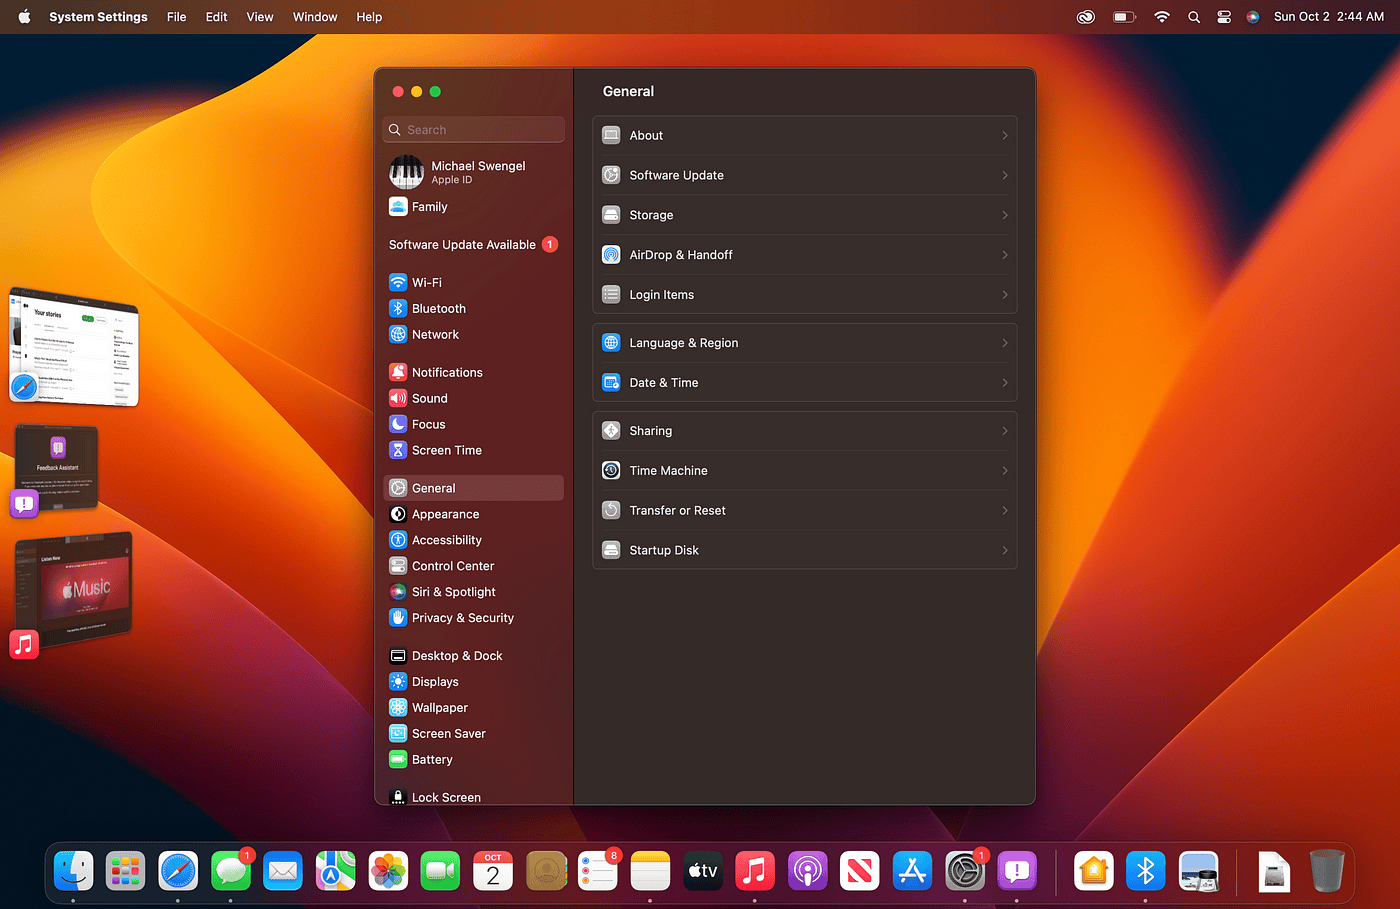 System Settings File Edit View Window Help Sun Oct 2 2:44 AM
Search
Michael Swengel
Apple ID
Family
Software Update Available 1
Wi-Fi
Bluetooth
Network
Notifications
Sound
Focus
Screen Time
General
Appearance
Accessibility
Control Center
Siri & Spotlight
Privacy & Security
Desktop & Dock
Displays
Wallpaper
Screen Saver
Battery
Lock Screen
General
About
Software Update
Storage
AirDrop & Handoff
Login Items
Language & Region
Date & Time
Sharing
Time Machine
Transfer or Reset
Startup Disk
Your stories
Feedback Assistant
Listen Now
Music
1
OCT
2
8
tv
1